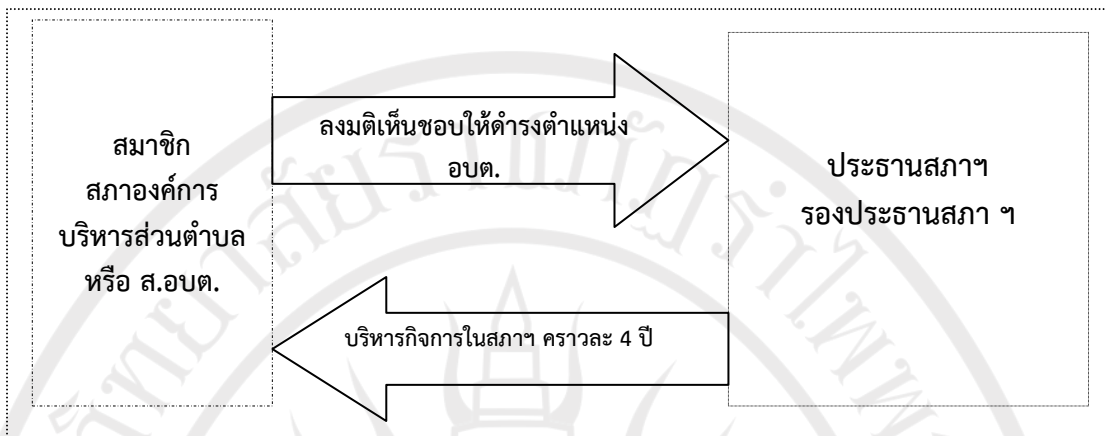 สมาชิก
สภาองค์การ
บริหารส่วนตำบล
หรือ ส.อบต.
ลงมติเห็นชอบให้ดำรงตำแหน่ง
อบต.
ประธานสภาฯ
รองประธานสภา ฯ
บริหารกิจการในสภาฯ คราวละ 4 ปี